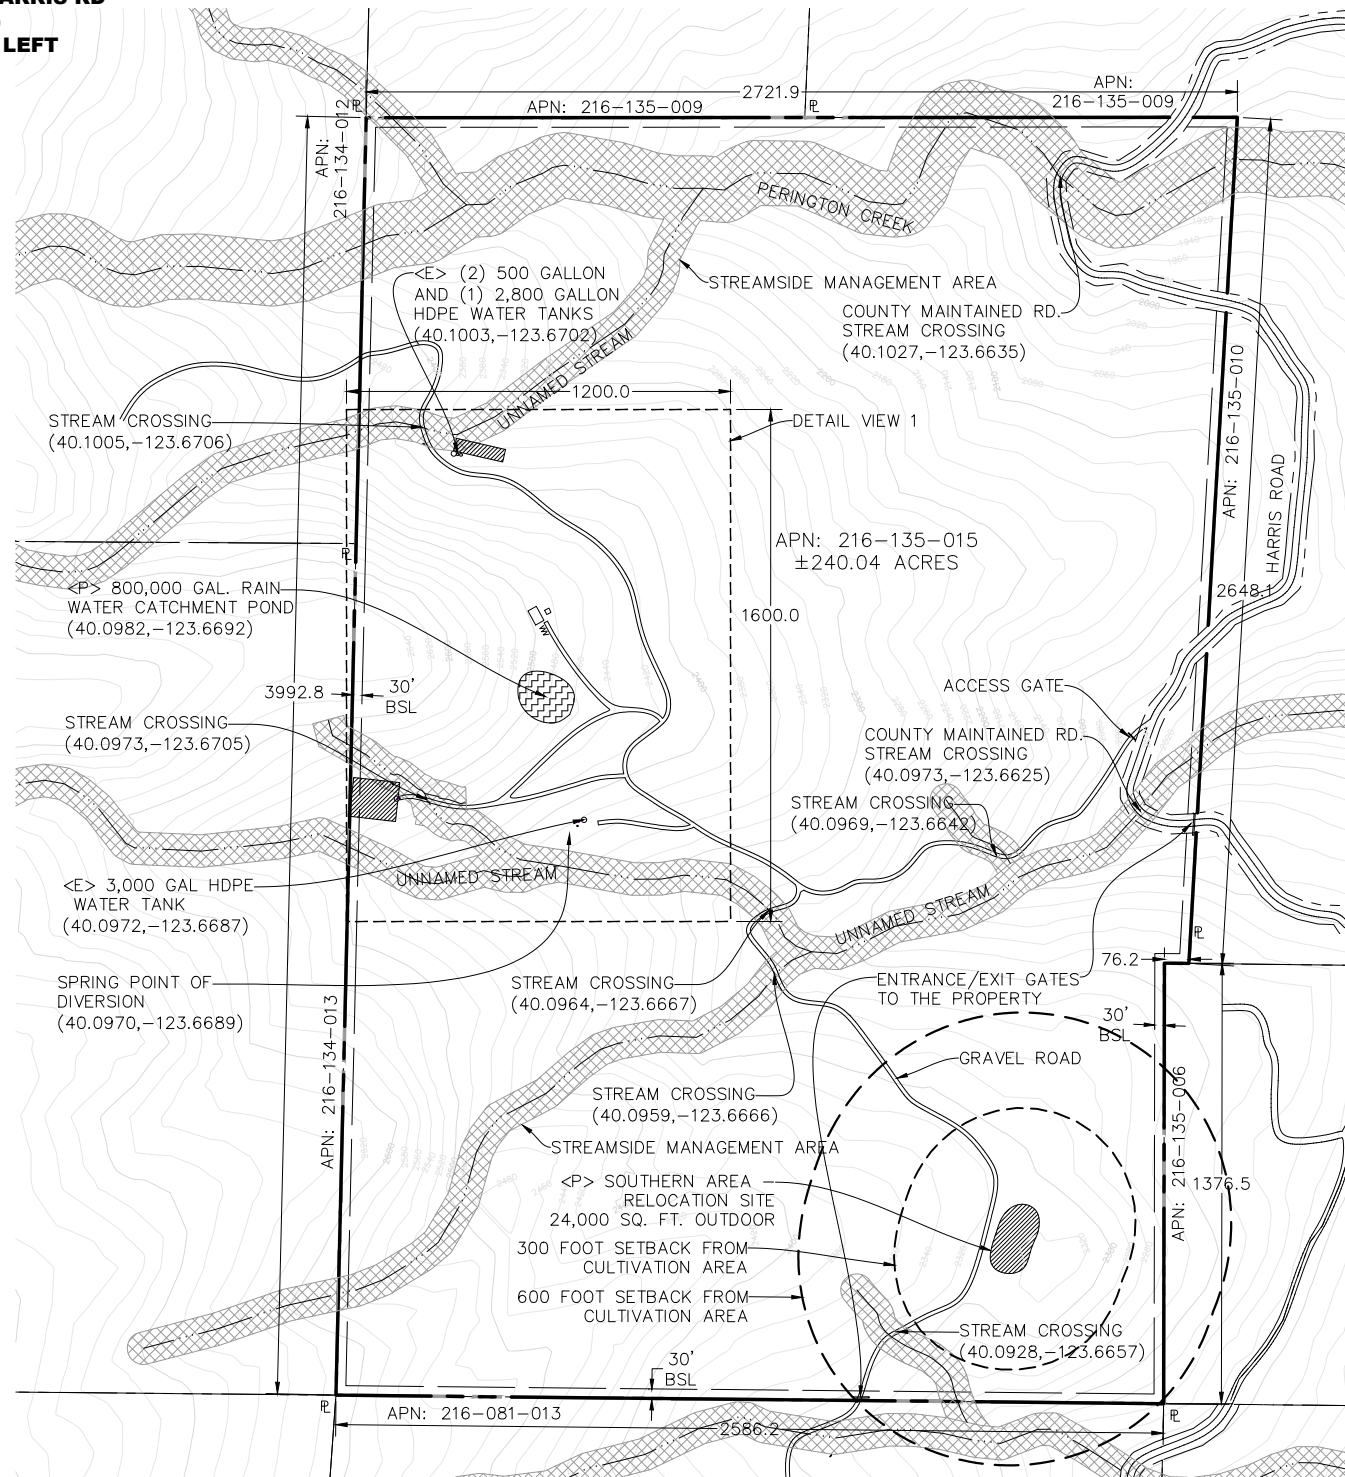 LEFT
2721.9
APN: 216-135-009
APN:
216-135-009
APN:
216-134-012
PERINGTON CREEK
<E> (2) 500 GALLON
AND (1) 2,800 GALLON
HDPE WATER TANKS
(40.1003,-123.6702)
STREAMSIDE MANAGEMENT AREA
COUNTY MAINTAINED RD.
STREAM CROSSING
(40.1027,-123.6635)
UNNAMED STREAM
1200.0
STREAM CROSSING
(40.1005,-123.6706)
DETAIL VIEW 1
APN: 216-135-010
HARRIS ROAD
APN: 216-135-015
±240.04 ACRES
<P> 800,000 GAL. RAIN
WATER CATCHMENT POND
(40.0982,-123.6692)
1600.0
2648.1
3992.8
30'
BSL
ACCESS GATE
STREAM CROSSING
(40.0973,-123.6705)
COUNTY MAINTAINED RD.
STREAM CROSSING
(40.0973,-123.6625)
STREAM CROSSING
(40.0969,-123.6642)
<E> 3,000 GAL HDPE
WATER TANK
(40.0972,-123.6687)
UNNAMED STREAM
UNNAMED STREAM
76.2
SPRING POINT OF
DIVERSION
(40.0970,-123.6689)
STREAM CROSSING
(40.0964,-123.6667)
ENTRANCE/EXIT GATES
TO THE PROPERTY
30'
BSL
APN: 216-134-013
GRAVEL ROAD
STREAM CROSSING
(40.0959,-123.6666)
STREAMSIDE MANAGEMENT AREA
APN: 216-135-006
<P> SOUTHERN AREA
RELOCATION SITE
24,000 SQ. FT. OUTDOOR
1376.5
300 FOOT SETBACK FROM
CULTIVATION AREA
600 FOOT SETBACK FROM
CULTIVATION AREA
STREAM CROSSING
(40.0928,-123.6657)
30'
BSL
APN: 216-081-013
2586.2